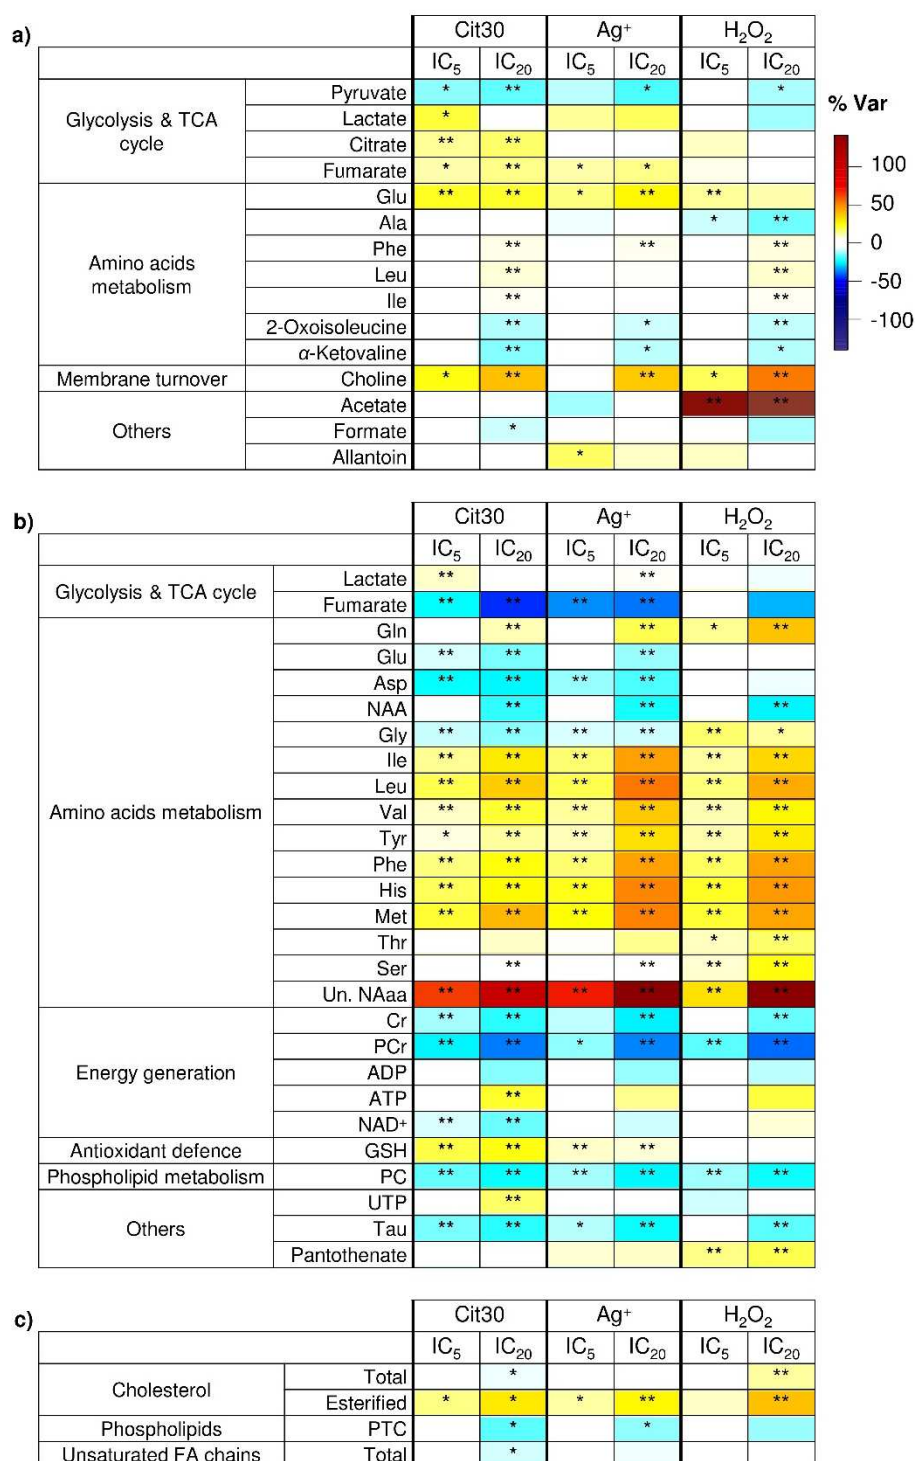 a)
Cit30 Ag⁺ H₂O₂
IC₅ IC₂₀ IC₅ IC₂₀ IC₅ IC₂₀
Glycolysis & TCA cycle
Pyruvate * ** * *
Lactate *
Citrate ** **
Fumarate * ** * *
Amino acids metabolism
Glu ** ** * ** **
Ala * **
Phe ** ** **
Leu ** **
Ile ** **
2-Oxoisoleucine ** * **
α-Ketovaline ** * *
Membrane turnover Choline * ** ** * **
Others
Acetate ** **
Formate *
Allantoin *
% Var
100
50
0
-50
-100
b)
Cit30 Ag⁺ H₂O₂
IC₅ IC₂₀ IC₅ IC₂₀ IC₅ IC₂₀
Glycolysis & TCA cycle
Lactate ** **
Fumarate ** ** ** **
Amino acids metabolism
Gln ** ** * **
Glu ** ** **
Asp ** ** ** **
NAA ** ** **
Gly ** ** ** ** ** *
Ile ** ** ** ** ** **
Leu ** ** ** ** ** **
Val ** ** ** ** ** **
Tyr * ** ** ** ** **
Phe ** ** ** ** ** **
His ** ** ** ** ** **
Met ** ** ** ** ** **
Thr * **
Ser ** ** ** **
Un. NAaa ** ** ** ** ** **
Energy generation
Cr ** ** ** **
PCr ** ** * ** ** **
ADP
ATP **
NAD⁺ ** **
Antioxidant defence GSH ** ** ** **
Phospholipid metabolism PC ** ** ** ** ** **
Others
UTP **
Tau ** ** * ** **
Pantothenate ** **
c)
Cit30 Ag⁺ H₂O₂
IC₅ IC₂₀ IC₅ IC₂₀ IC₅ IC₂₀
Cholesterol
Total * **
Esterified * * * ** **
Phospholipids PTC * *
Unsaturated FA chains Total *